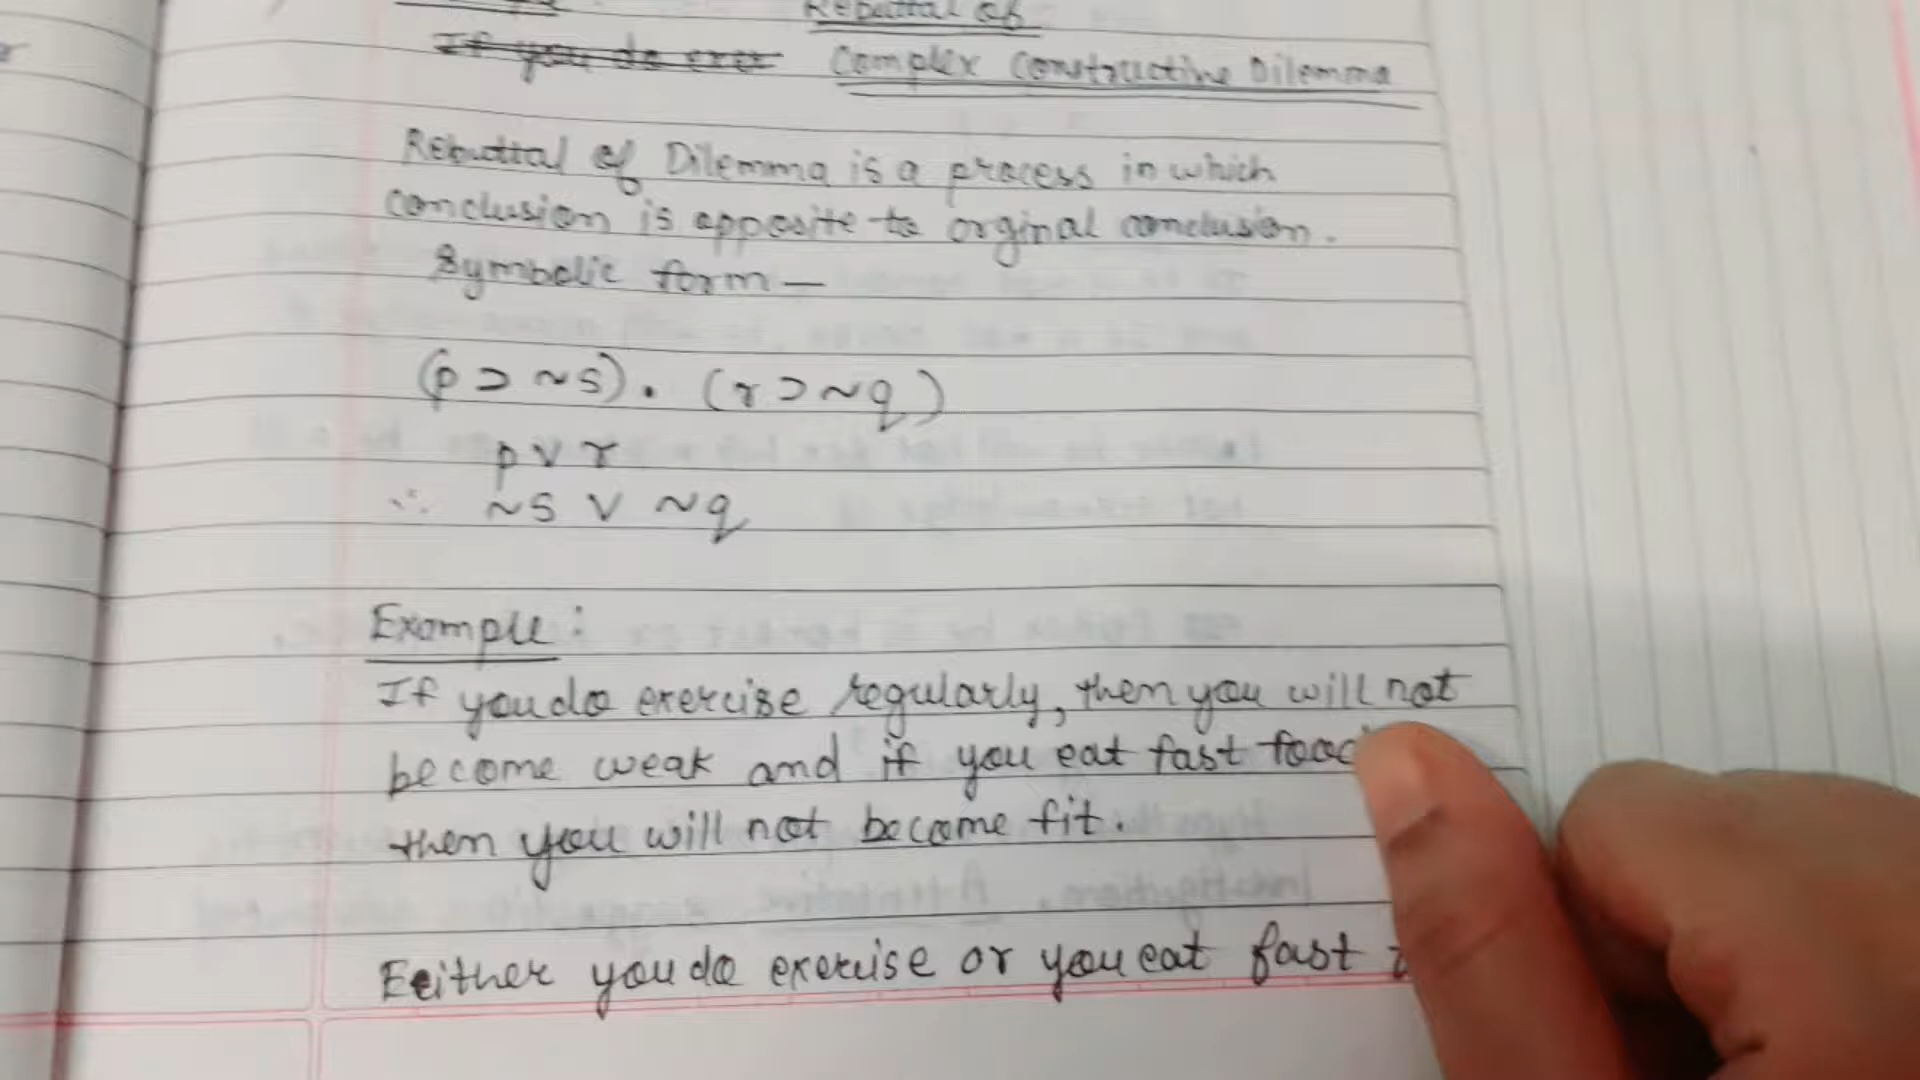 Rebuttal of
If you do exer Complex Constructive Dilemma
Rebuttal of Dilemma is a process in which
conclusion is opposite to orginal conclusion.
Symbolic form —
(p ⊃ ~s) . (r ⊃ ~q)
p v r
∴ ~s v ~q
Example :
If you do exercise regularly, then you will not
become weak and if you eat fast food
then you will not become fit.
Eeither you do exercise or you eat fast